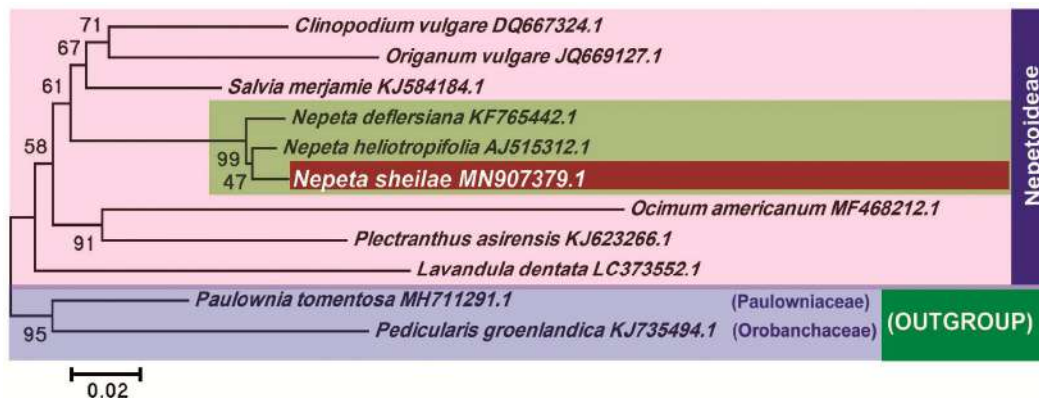 71
Clinopodium vulgare DQ667324.1
67
Origanum vulgare JQ669127.1
61
Salvia merjamie KJ584184.1
Nepeta deflersiana KF765442.1
58
Nepeta heliotropifolia AJ515312.1
99
47
Nepeta sheilae MN907379.1
Ocimum americanum MF468212.1
91
Plectranthus asirensis KJ623266.1
Lavandula dentata LC373552.1
Nepetoideae
Paulownia tomentosa MH711291.1 (Paulowniaceae)
95
Pedicularis groenlandica KJ735494.1 (Orobanchaceae)
(OUTGROUP)
0.02